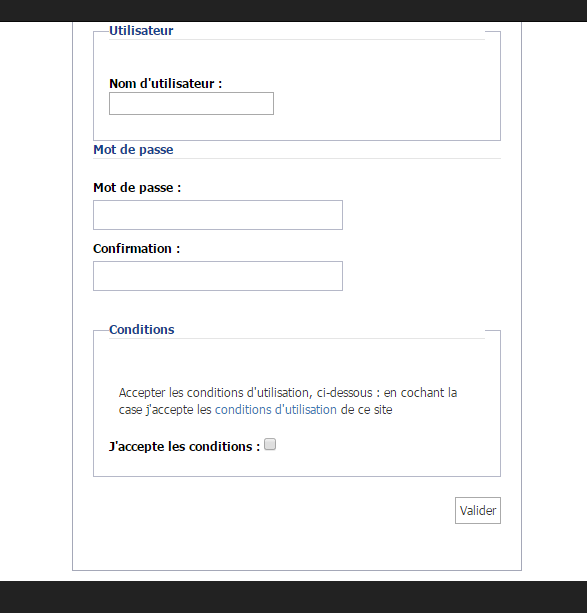 Utilisateur
Nom d'utilisateur :
Mot de passe
Mot de passe :
Confirmation :
Conditions
Accepter les conditions d'utilisation, ci-dessous : en cochant la
case j'accepte les conditions d'utilisation de ce site
J'accepte les conditions :
Valider